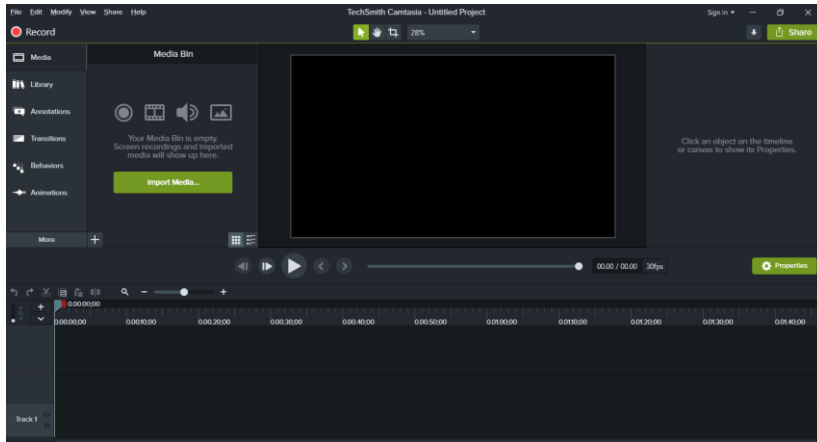 File Edit Modify View Share Help
TechSmith Camtasia - Untitled Project
Sign in
Record
28%
Share
Media
Library
Annotations
Transitions
Behaviors
Animations
More
Media Bin
Your Media Bin is empty.
Screen recordings and imported
media will show up here.
Import Media...
Click an object on the timeline
or canvas to show its Properties.
00:00 / 00:00 30fps
Properties
0:00:00;00
0:00:00;00 0:00:10;00 0:00:20;00 0:00:30;00 0:00:40;00 0:00:50;00 0:01:00;00 0:01:10;00 0:01:20;00 0:01:30;00 0:01:40;00
Track 1